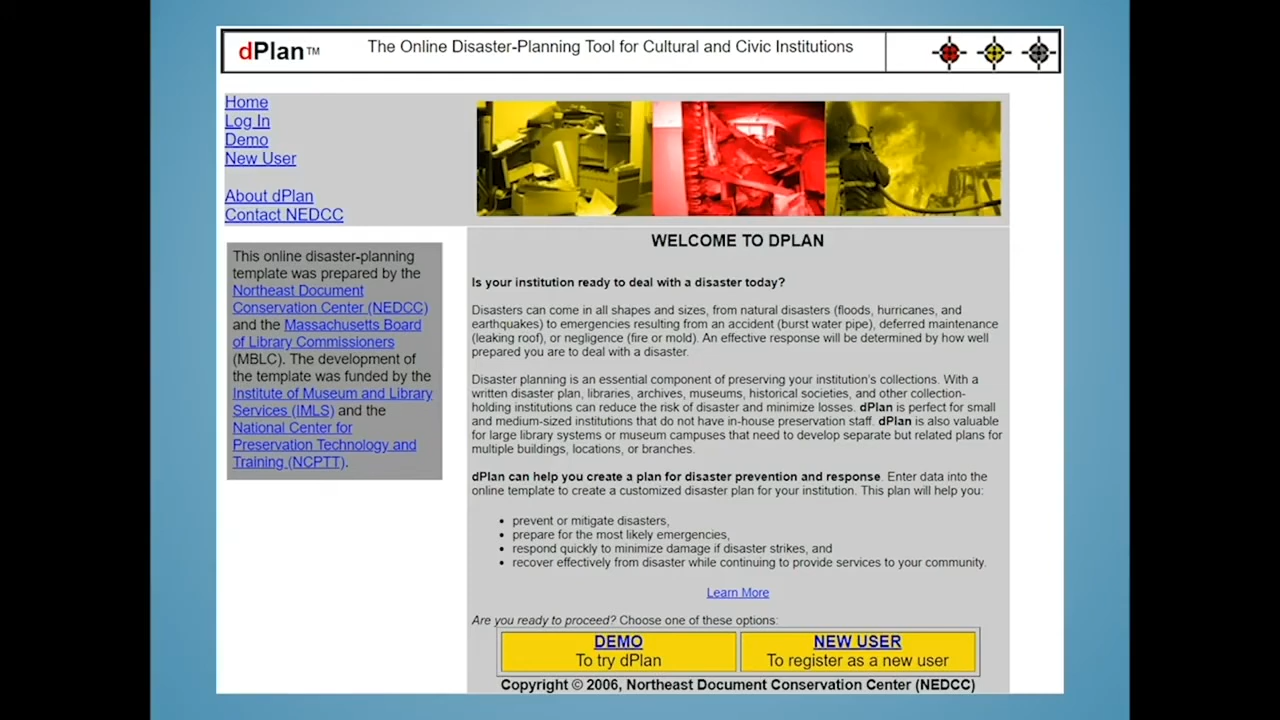 dPlan™
The Online Disaster-Planning Tool for Cultural and Civic Institutions
Home
Log In
Demo
New User
About dPlan
Contact NEDCC
This online disaster-planning
template was prepared by the
Northeast Document
Conservation Center (NEDCC)
and the Massachusetts Board
of Library Commissioners
(MBLC). The development of
the template was funded by the
Institute of Museum and Library
Services (IMLS) and the
National Center for
Preservation Technology and
Training (NCPTT).
WELCOME TO DPLAN
Is your institution ready to deal with a disaster today?
Disasters can come in all shapes and sizes, from natural disasters (floods, hurricanes, and
earthquakes) to emergencies resulting from an accident (burst water pipe), deferred maintenance
(leaking roof), or negligence (fire or mold). An effective response will be determined by how well
prepared you are to deal with a disaster.
Disaster planning is an essential component of preserving your institution's collections. With a
written disaster plan, libraries, archives, museums, historical societies, and other collection-
holding institutions can reduce the risk of disaster and minimize losses. dPlan is perfect for small
and medium-sized institutions that do not have in-house preservation staff. dPlan is also valuable
for large library systems or museum campuses that need to develop separate but related plans for
multiple buildings, locations, or branches.
dPlan can help you create a plan for disaster prevention and response. Enter data into the
online template to create a customized disaster plan for your institution. This plan will help you:
• prevent or mitigate disasters,
• prepare for the most likely emergencies,
• respond quickly to minimize damage if disaster strikes, and
• recover effectively from disaster while continuing to provide services to your community.
Learn More
Are you ready to proceed? Choose one of these options:
DEMO
To try dPlan
NEW USER
To register as a new user
Copyright © 2006, Northeast Document Conservation Center (NEDCC)